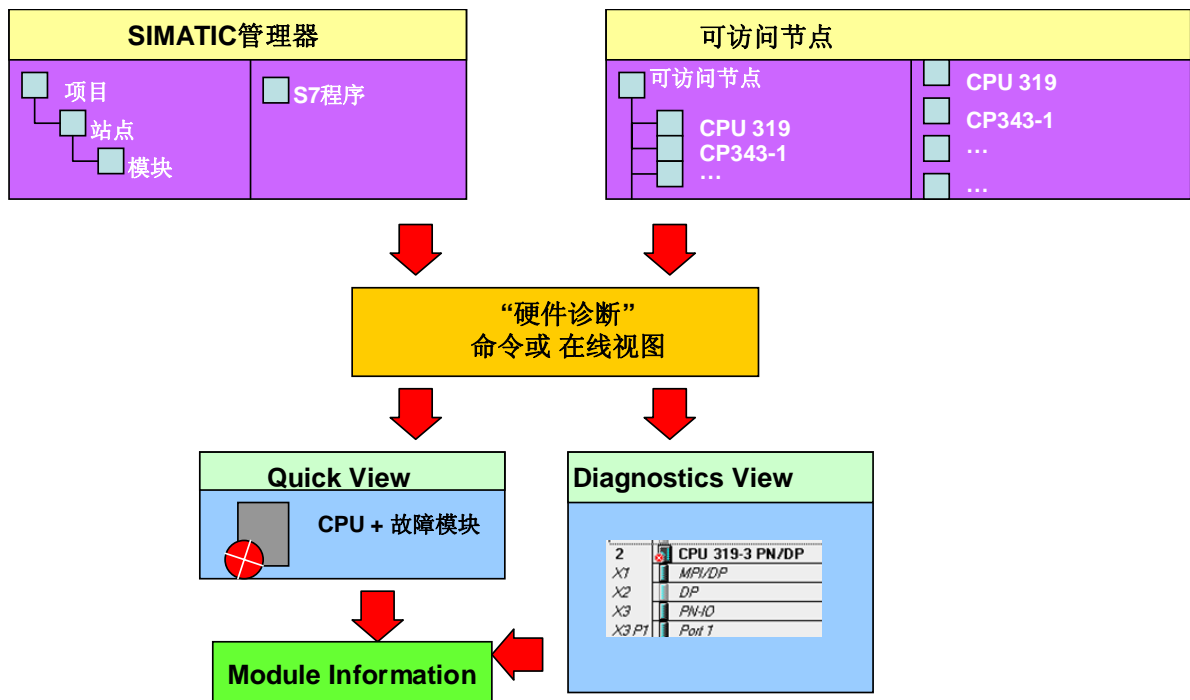 SIMATIC管理器
项目
站点
模块
S7程序
可访问节点
可访问节点
CPU 319
CP343-1
...
CPU 319
CP343-1
...
...
“硬件诊断”
命令或 在线视图
Quick View
CPU + 故障模块
Diagnostics View
2 CPU 319-3 PN/DP
X1 MPI/DP
X2 DP
X3 PN-IO
X3 P1 Port 1
Module Information